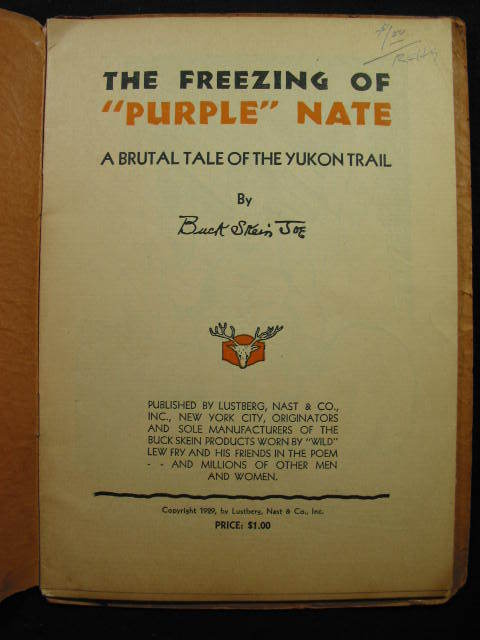 THE FREEZING OF
"PURPLE" NATE
A BRUTAL TALE OF THE YUKON TRAIL
By
Buck Skein Joe
PUBLISHED BY LUSTBERG, NAST & CO.,
INC., NEW YORK CITY, ORIGINATORS
AND SOLE MANUFACTURERS OF THE
BUCK SKEIN PRODUCTS WORN BY "WILD"
LEW FRY AND HIS FRIENDS IN THE POEM
- - AND MILLIONS OF OTHER MEN
AND WOMEN.
Copyright 1929, by Lustberg, Nast & Co., Inc.
PRICE: $1.00